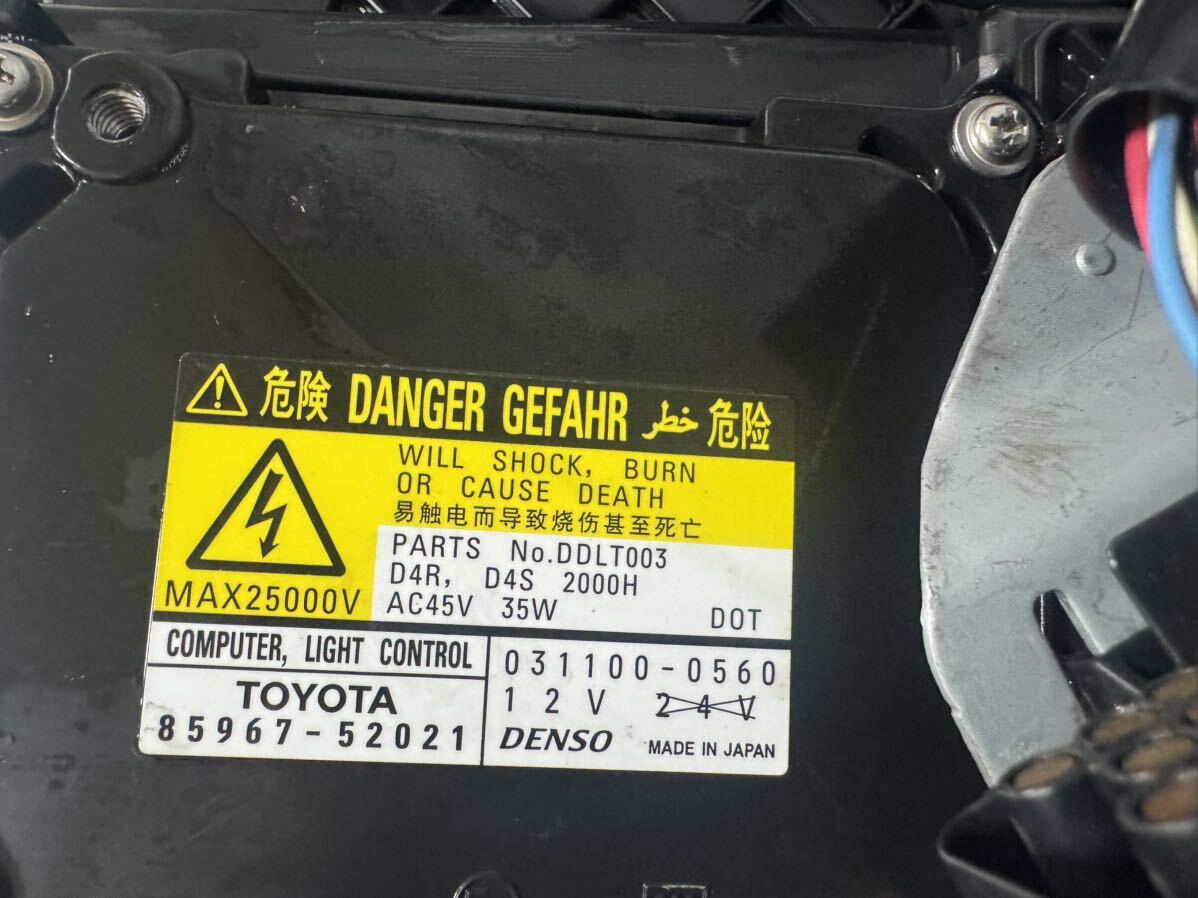 危険 DANGER GEFAHR خطر 危险
WILL SHOCK, BURN
OR CAUSE DEATH
易触电而导致烧伤甚至死亡
MAX25000V
PARTS No.DDLT003
D4R, D4S 2000H
AC45V 35W DOT
COMPUTER, LIGHT CONTROL
TOYOTA
85967-52021
031100-0560
12V 24V
DENSO MADE IN JAPAN